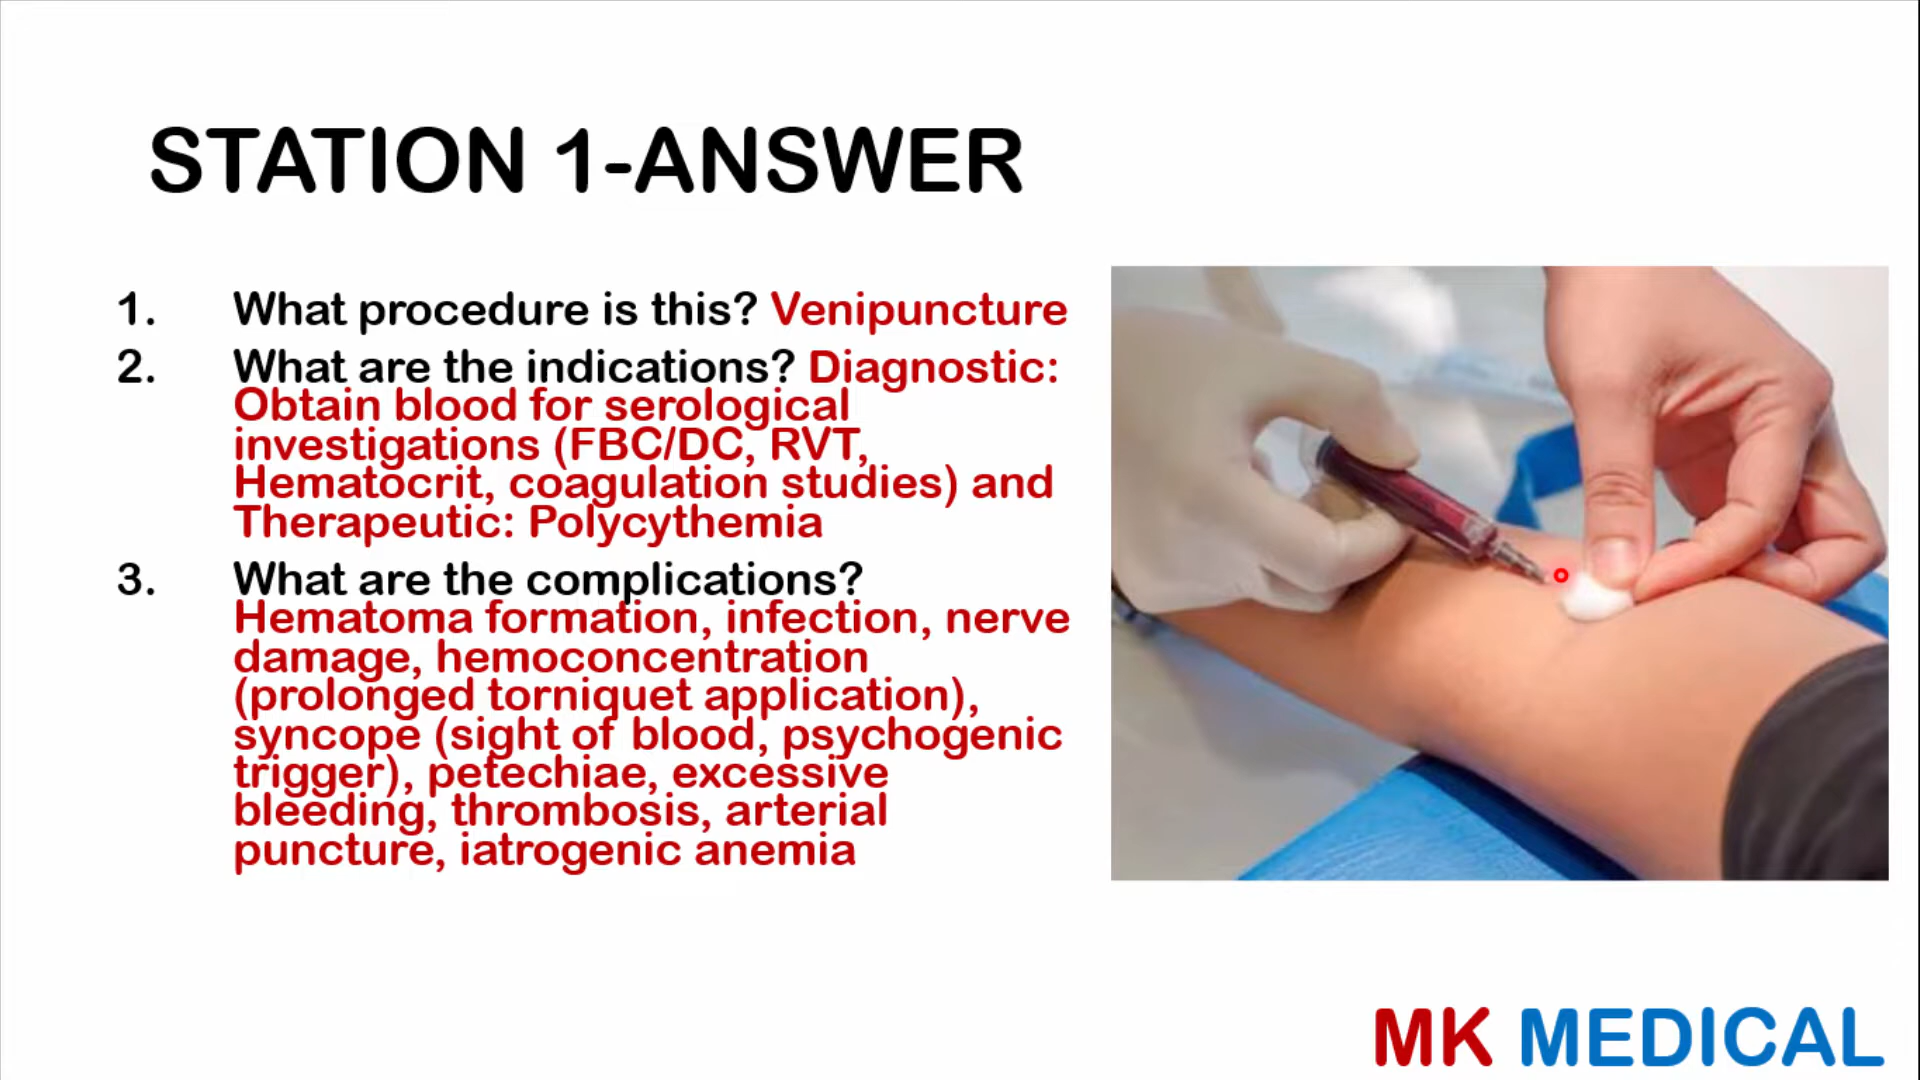 STATION 1-ANSWER
1. What procedure is this? Venipuncture
2. What are the indications? Diagnostic:
Obtain blood for serological
investigations (FBC/DC, RVT,
Hematocrit, coagulation studies) and
Therapeutic: Polycythemia
3. What are the complications?
Hematoma formation, infection, nerve
damage, hemoconcentration
(prolonged torniquet application),
syncope (sight of blood, psychogenic
trigger), petechiae, excessive
bleeding, thrombosis, arterial
puncture, iatrogenic anemia
MK MEDICAL